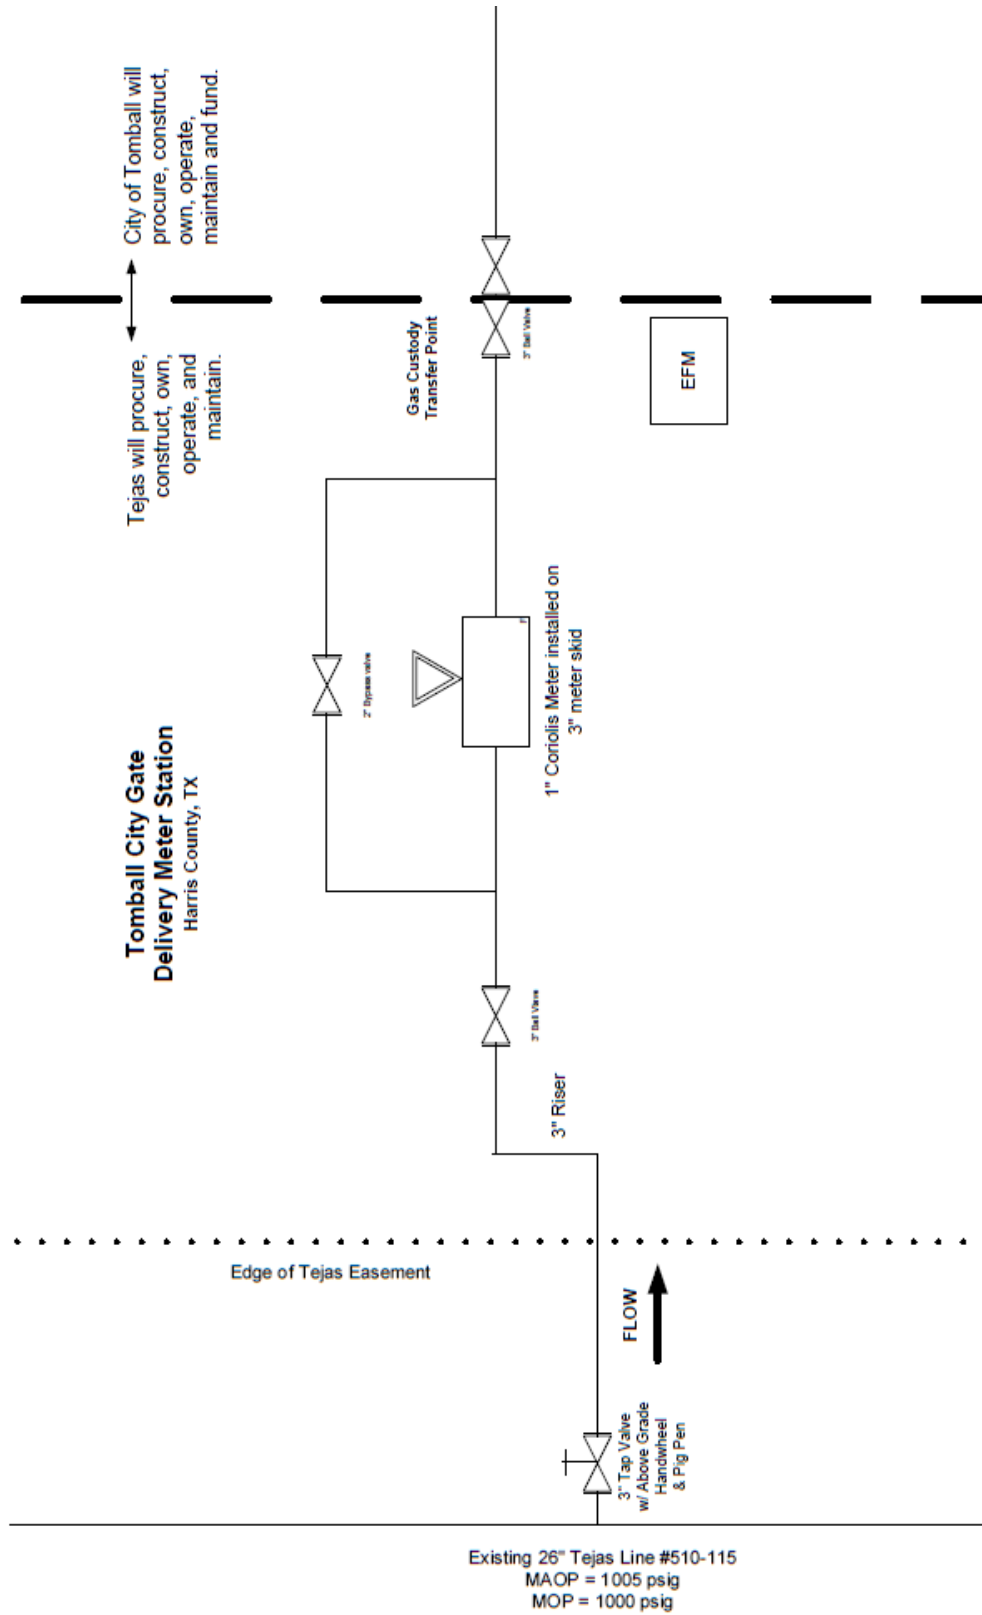 City of Tomball will
procure, construct,
own, operate,
maintain and fund.
Tejas will procure,
construct, own,
operate, and
maintain.
Gas Custody
Transfer Point
3" Ball Valve
EFM
Tomball City Gate
Delivery Meter Station
Harris County, TX
2" Bypass valve
1" Coriolis Meter installed on
3" meter skid
3" Ball Valve
3" Riser
Edge of Tejas Easement
FLOW
3" Tap Valve
w/ Above Grade
Handwheel
& Pig Pen
Existing 26" Tejas Line #510-115
MAOP = 1005 psig
MOP = 1000 psig